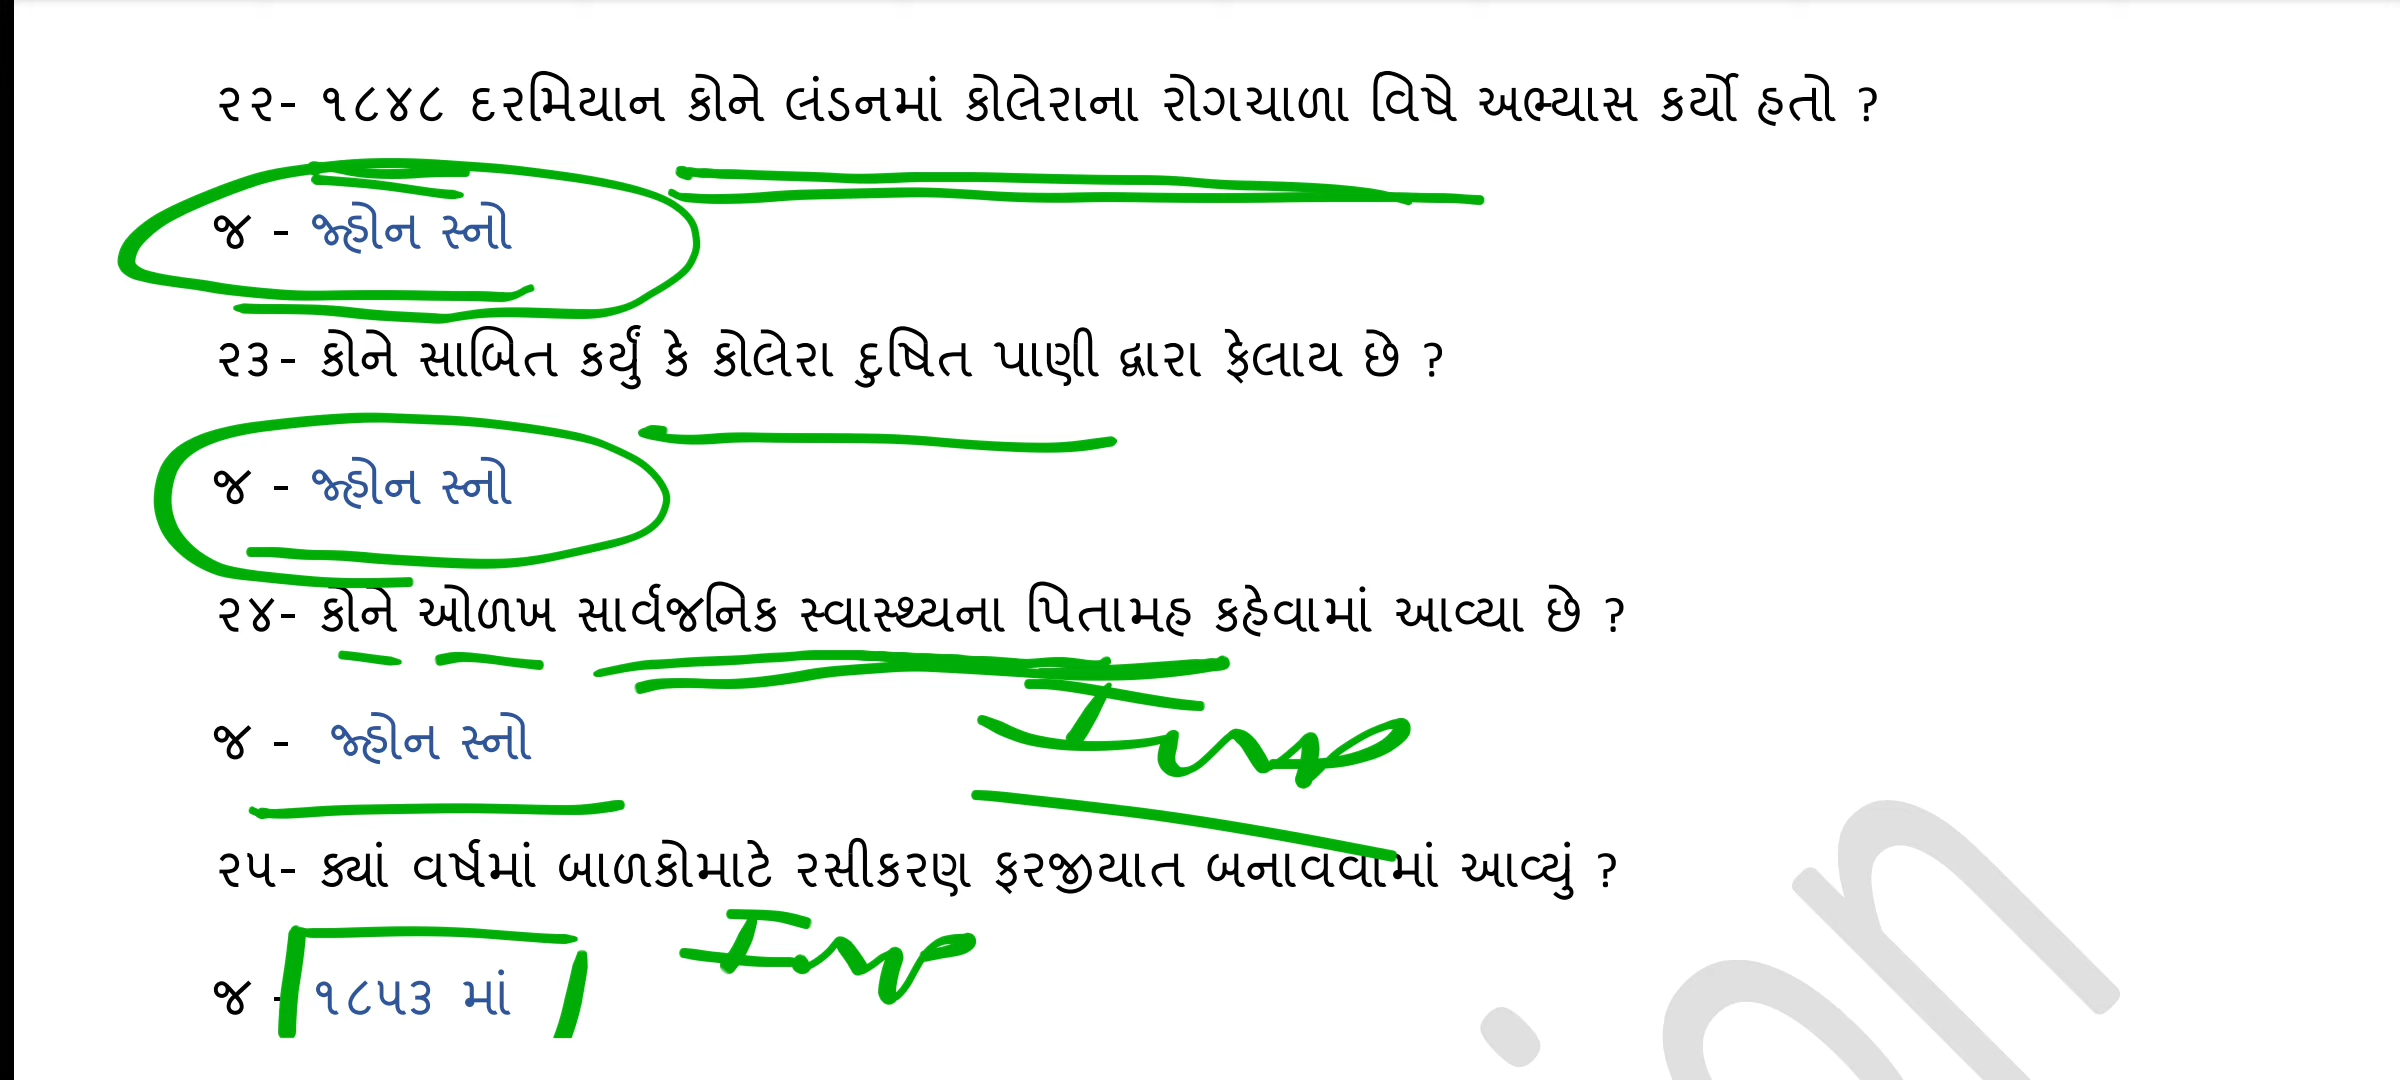 ૨૨- ૧૮૪૮ દરમિયાન કોને લંડનમાં કોલેરાના રોગચાળા વિષે અભ્યાસ કર્યો હતો ?
જ - જ્હોન સ્નો
૨૩- કોને સાબિત કર્યું કે કોલેરા દુષિત પાણી દ્વારા ફેલાય છે ?
જ - જ્હોન સ્નો
૨૪- કોને ઓળખ સાર્વજનિક સ્વાસ્થ્યના પિતામહ કહેવામાં આવ્યા છે ?
જ - જ્હોન સ્નો
Imp
૨૫- ક્યાં વર્ષમાં બાળકોમાટે રસીકરણ ફરજીયાત બનાવવામાં આવ્યું ?
Imp
જ - ૧૮૫૩ માં